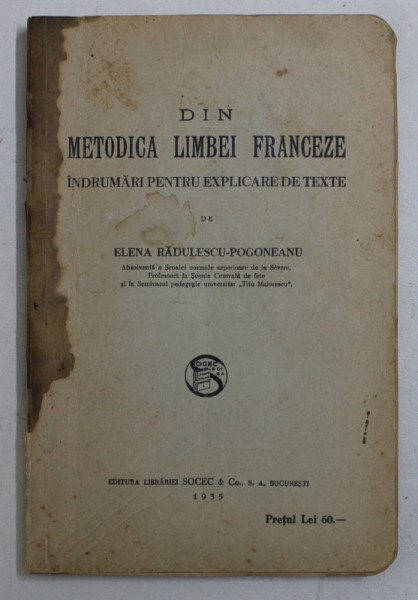 DIN
METODICA LIMBEI FRANCEZE
ÎNDRUMĂRI PENTRU EXPLICARE DE TEXTE
DE
ELENA RĂDULESCU-POGONEANU
Absolventă a Școalei normale superioare de la Sèvres,
Profesoară la Școala Centrală de fete
și la Seminarul pedagogic universitar „Titu Maiorescu“.
SOCEC
& Co.
S.A.
EDITURA LIBRĂRIEI SOCEC & Co., S. A. BUCUREȘTI
1935
Prețul Lei 60.—